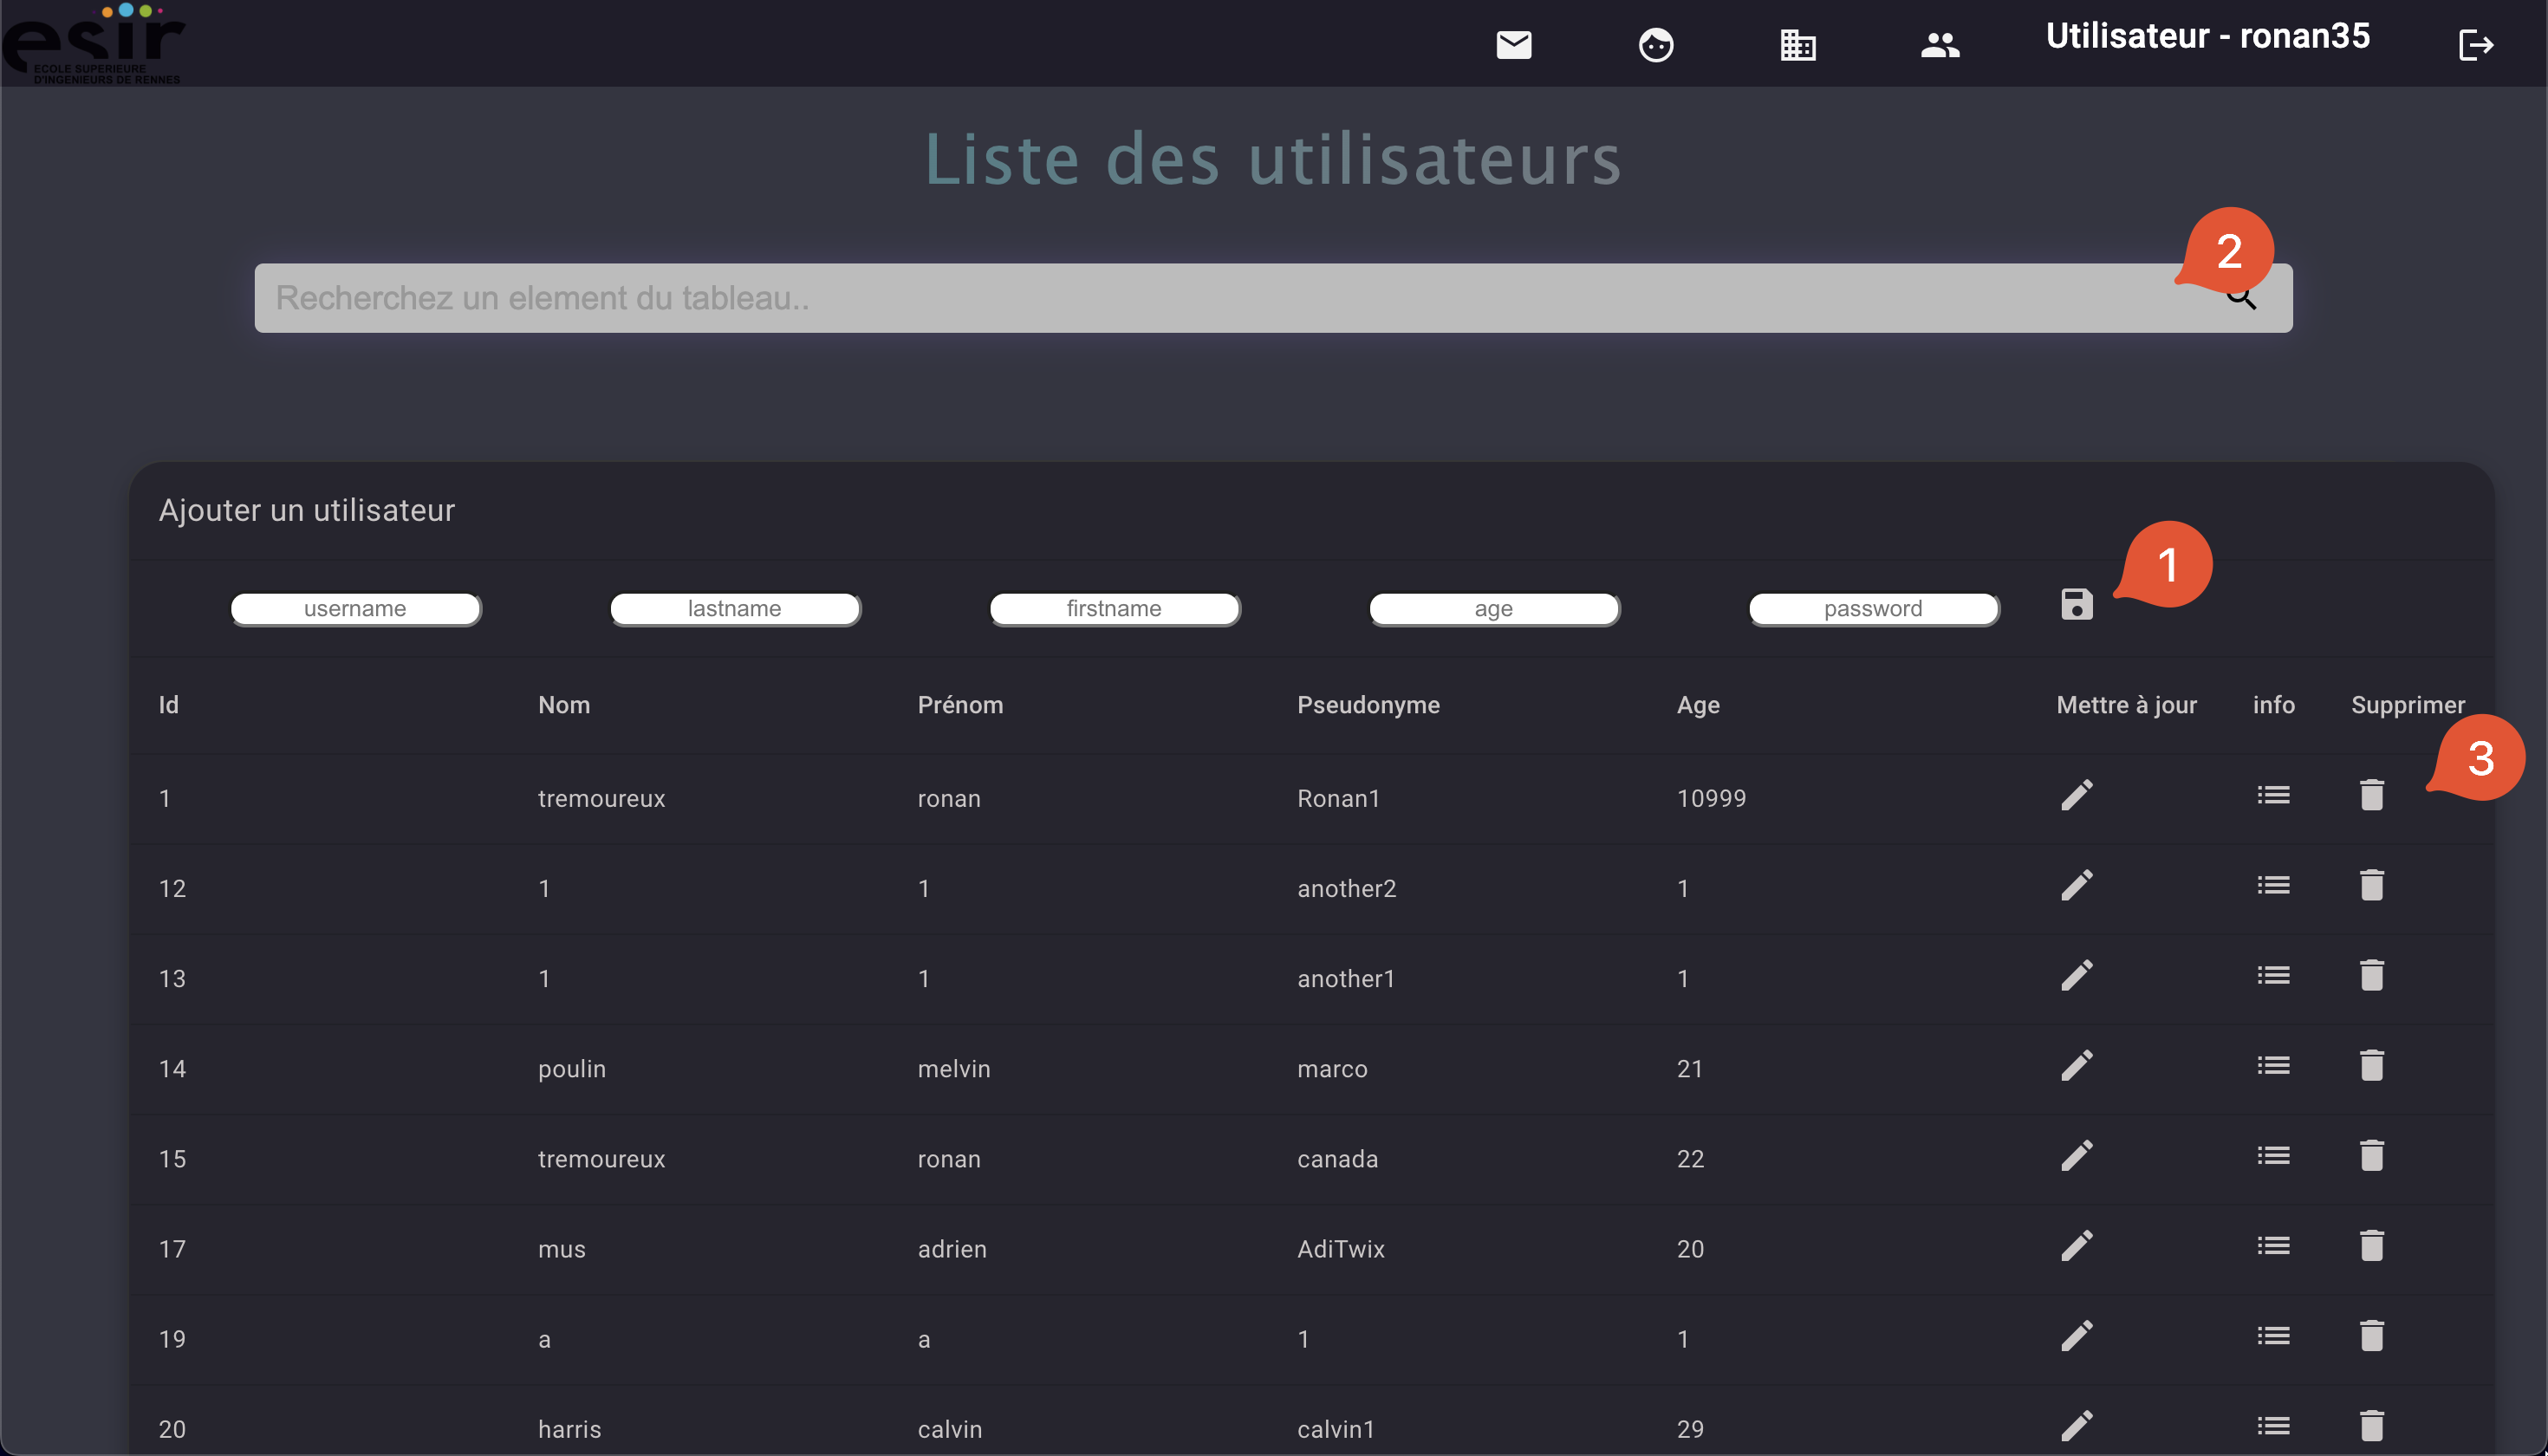 esir
ECOLE SUPERIEURE
D'INGENIEURS DE RENNES
Utilisateur - ronan35
Liste des utilisateurs
2
Recherchez un element du tableau..
Ajouter un utilisateur
1
username lastname firstname age password
Id Nom Prénom Pseudonyme Age Mettre à jour info Supprimer
3
1 tremoureux ronan Ronan1 10999
12 1 1 another2 1
13 1 1 another1 1
14 poulin melvin marco 21
15 tremoureux ronan canada 22
17 mus adrien AdiTwix 20
19 a a 1 1
20 harris calvin calvin1 29